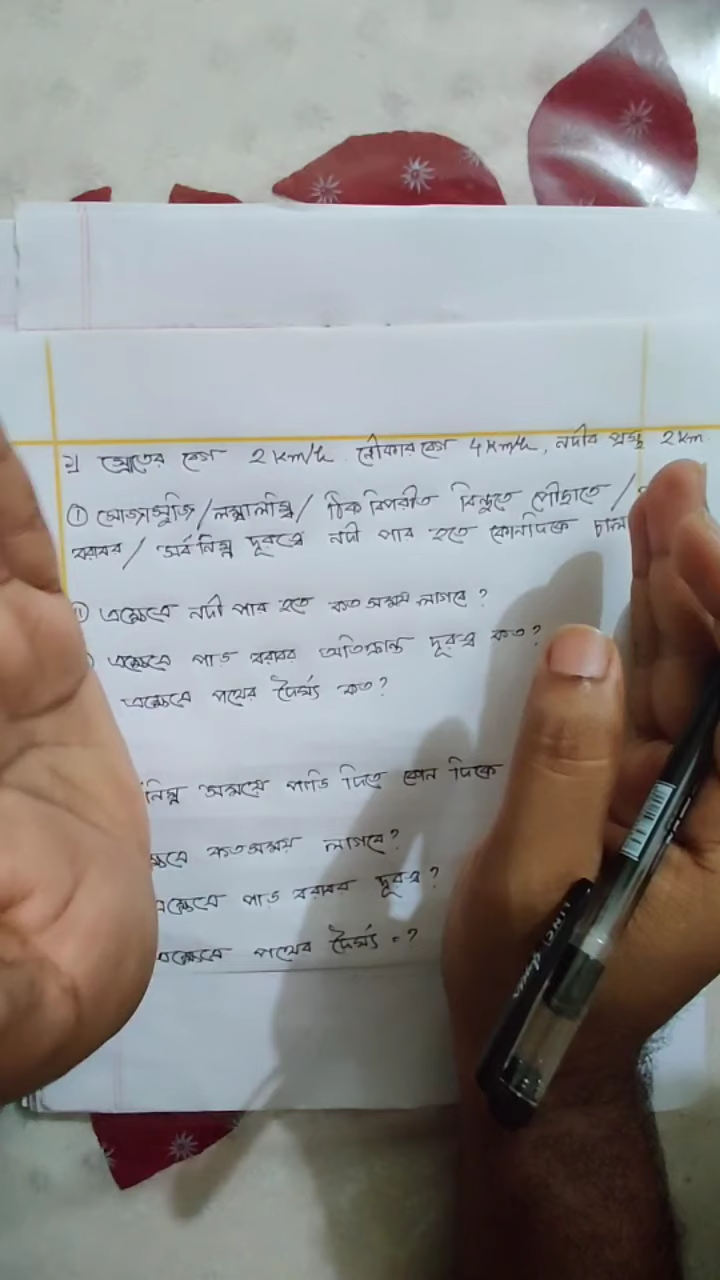 স্রোতের বেগ 2 km/h. নৌকার বেগ 4 km/h, নদীর প্রস্থ 2 km.
① সোজাসুজি / লম্বালম্বি / ঠিক বিপরীত বিন্দুতে পৌছাতে /
বরাবর / সর্বনিম্ন দূরত্বে নদী পার হতে কোনদিকে
এক্ষেত্রে নদী পার হতে কত সময় লাগবে?
এক্ষেত্রে পাড় বরাবর অতিক্রান্ত দূরত্ব কত?
এক্ষেত্রে পথের দৈর্ঘ্য কত?
নিম্ন সময়ে পাড়ি দিতে কোন দিকে
কত সময় লাগবে?
এক্ষেত্রে পাড় বরাবর দূরত্ব?
এক্ষেত্রে পথের দৈর্ঘ্য = ?